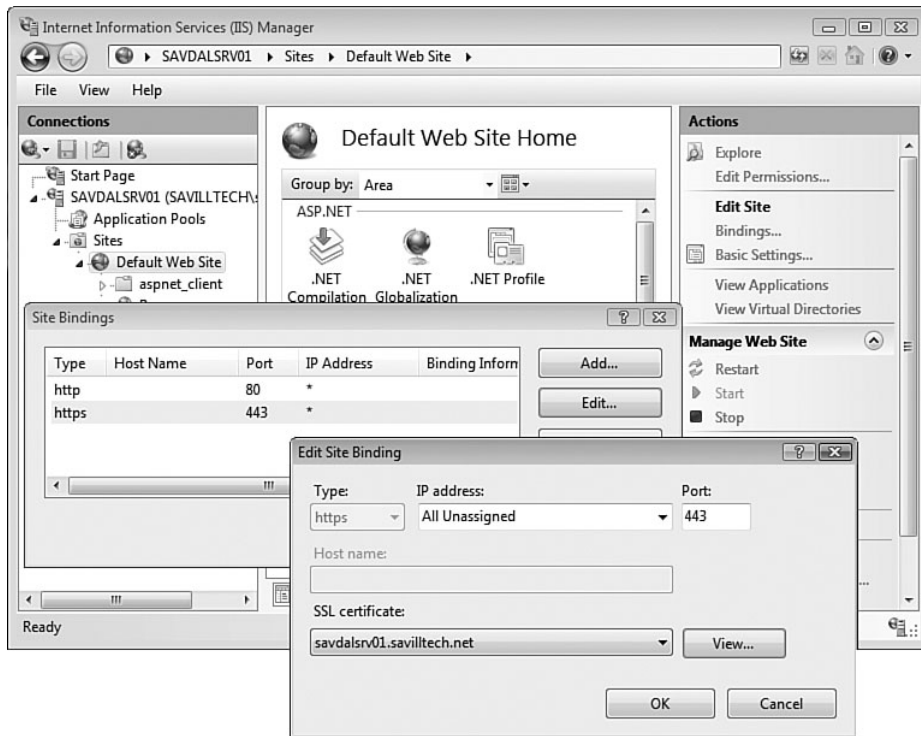 Internet Information Services (IIS) Manager
SAVDALSRV01 Sites Default Web Site
File View Help
Connections
Start Page
SAVDALSRV01 (SAVILLTECH\
Application Pools
Sites
Default Web Site
aspnet_client
Default Web Site Home
Group by: Area
ASP.NET
.NET Compilation
.NET Globalization
.NET Profile
Actions
Explore
Edit Permissions...
Edit Site
Bindings...
Basic Settings...
View Applications
View Virtual Directories
Manage Web Site
Restart
Start
Stop
Site Bindings
Type Host Name Port IP Address Binding Inform
http 80 *
https 443 *
Add...
Edit...
Edit Site Binding
Type: IP address: Port:
https All Unassigned 443
Host name:
SSL certificate:
savdalsrv01.savilltech.net View...
OK Cancel
Ready